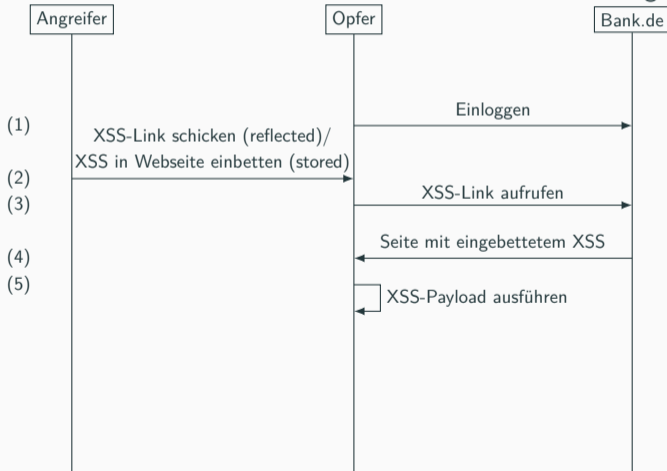 Angreifer
Opfer
Bank.de
(1)
Einloggen
XSS-Link schicken (reflected)/
XSS in Webseite einbetten (stored)
(2)
(3)
XSS-Link aufrufen
(4)
Seite mit eingebettetem XSS
(5)
XSS-Payload ausführen